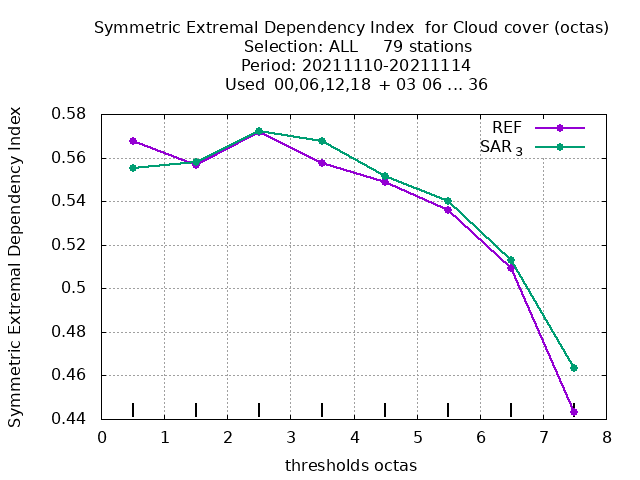 Symmetric Extremal Dependency Index  for Cloud cover (octas)
Selection: ALL     79 stations
Period: 20211110-20211114
Used  00,06,12,18  + 03 06 ... 36
REF
SAR 3
Symmetric Extremal Dependency Index
0.58
0.56
0.54
0.52
0.5
0.48
0.46
0.44
0 1 2 3 4 5 6 7 8
thresholds octas